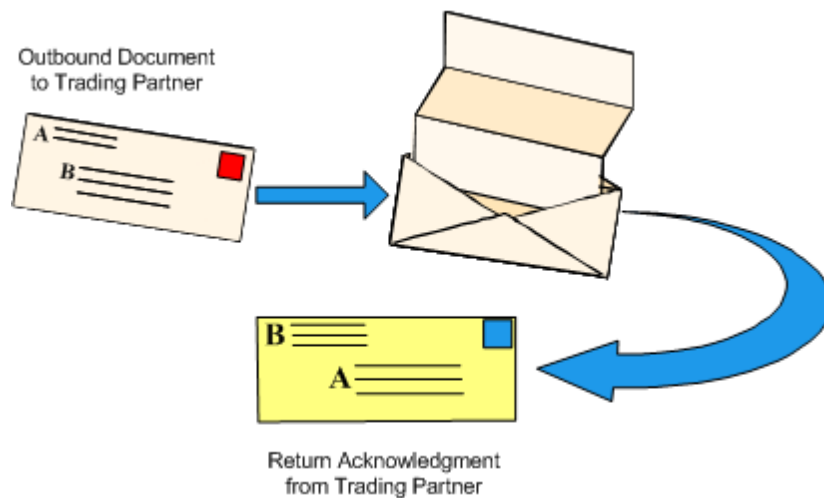 Outbound Document
to Trading Partner
A
B
B
A
Return Acknowledgment
from Trading Partner